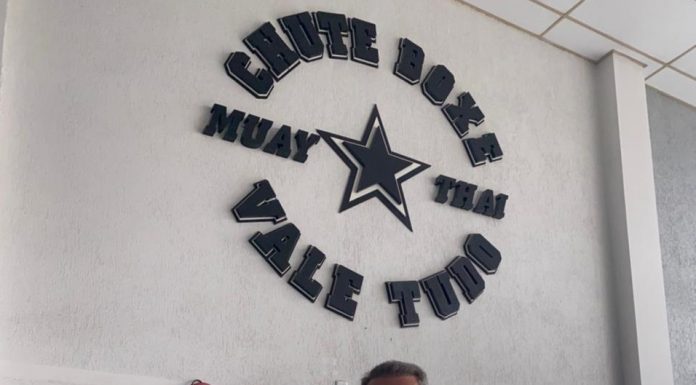 CHUTE BOXE
MUAY THAI
VALE TUDO